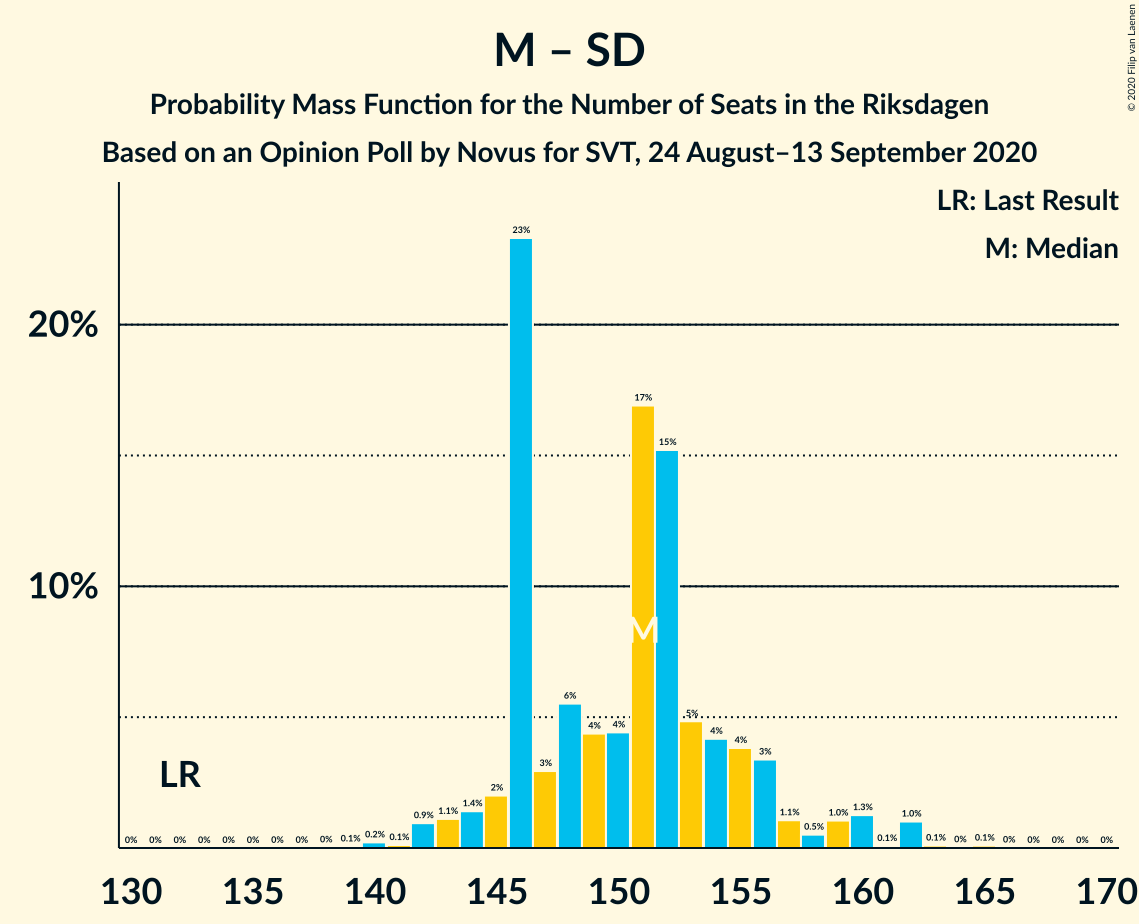 © 2020 Filip van Laenen
M – SD
Probability Mass Function for the Number of Seats in the Riksdagen
Based on an Opinion Poll by Novus for SVT, 24 August–13 September 2020
LR: Last Result
M: Median
20%
10%
LR
M
0% 0% 0% 0% 0% 0% 0% 0% 0% 0.1% 0.2% 0.1% 0.9% 1.1% 1.4% 2% 23% 3% 6% 4% 4% 17% 15% 5% 4% 4% 3% 1.1% 0.5% 1.0% 1.3% 0.1% 1.0% 0.1% 0% 0.1% 0% 0% 0% 0% 0%
130 135 140 145 150 155 160 165 170